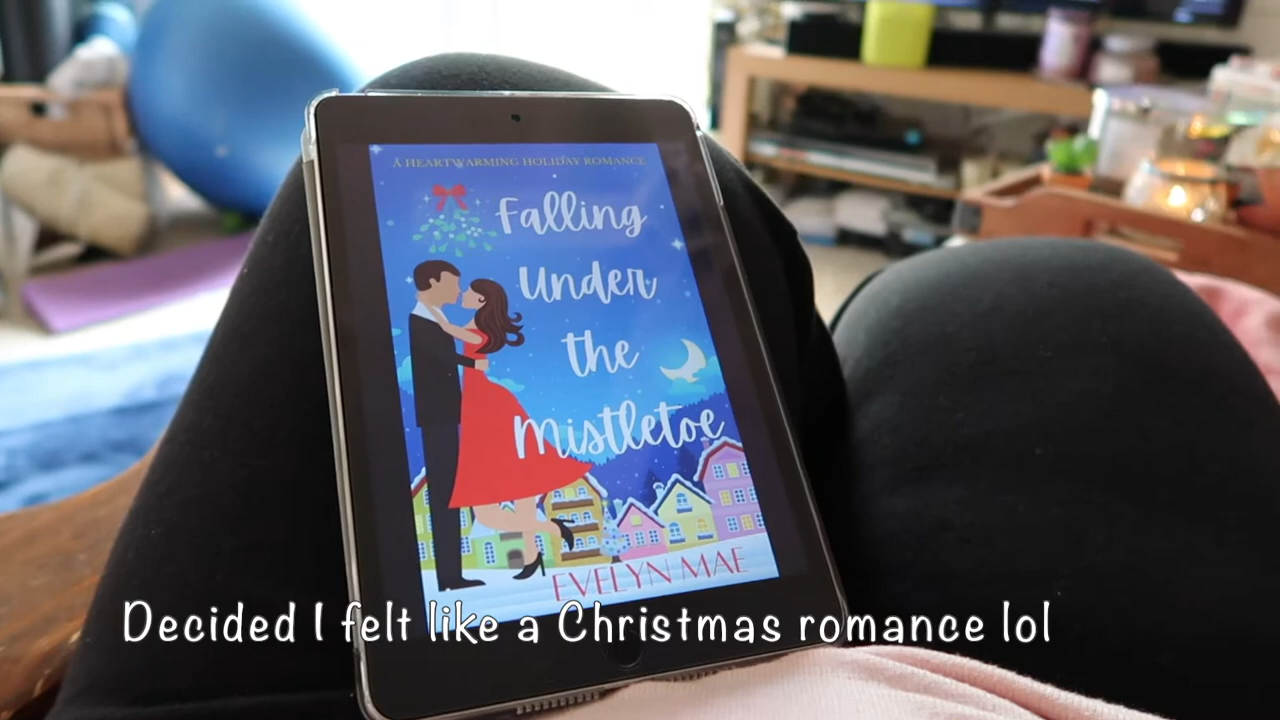 A HEARTWARMING HOLIDAY ROMANCE
Falling
Under
the
Mistletoe
EVELYN MAE
Decided I felt like a Christmas romance lol